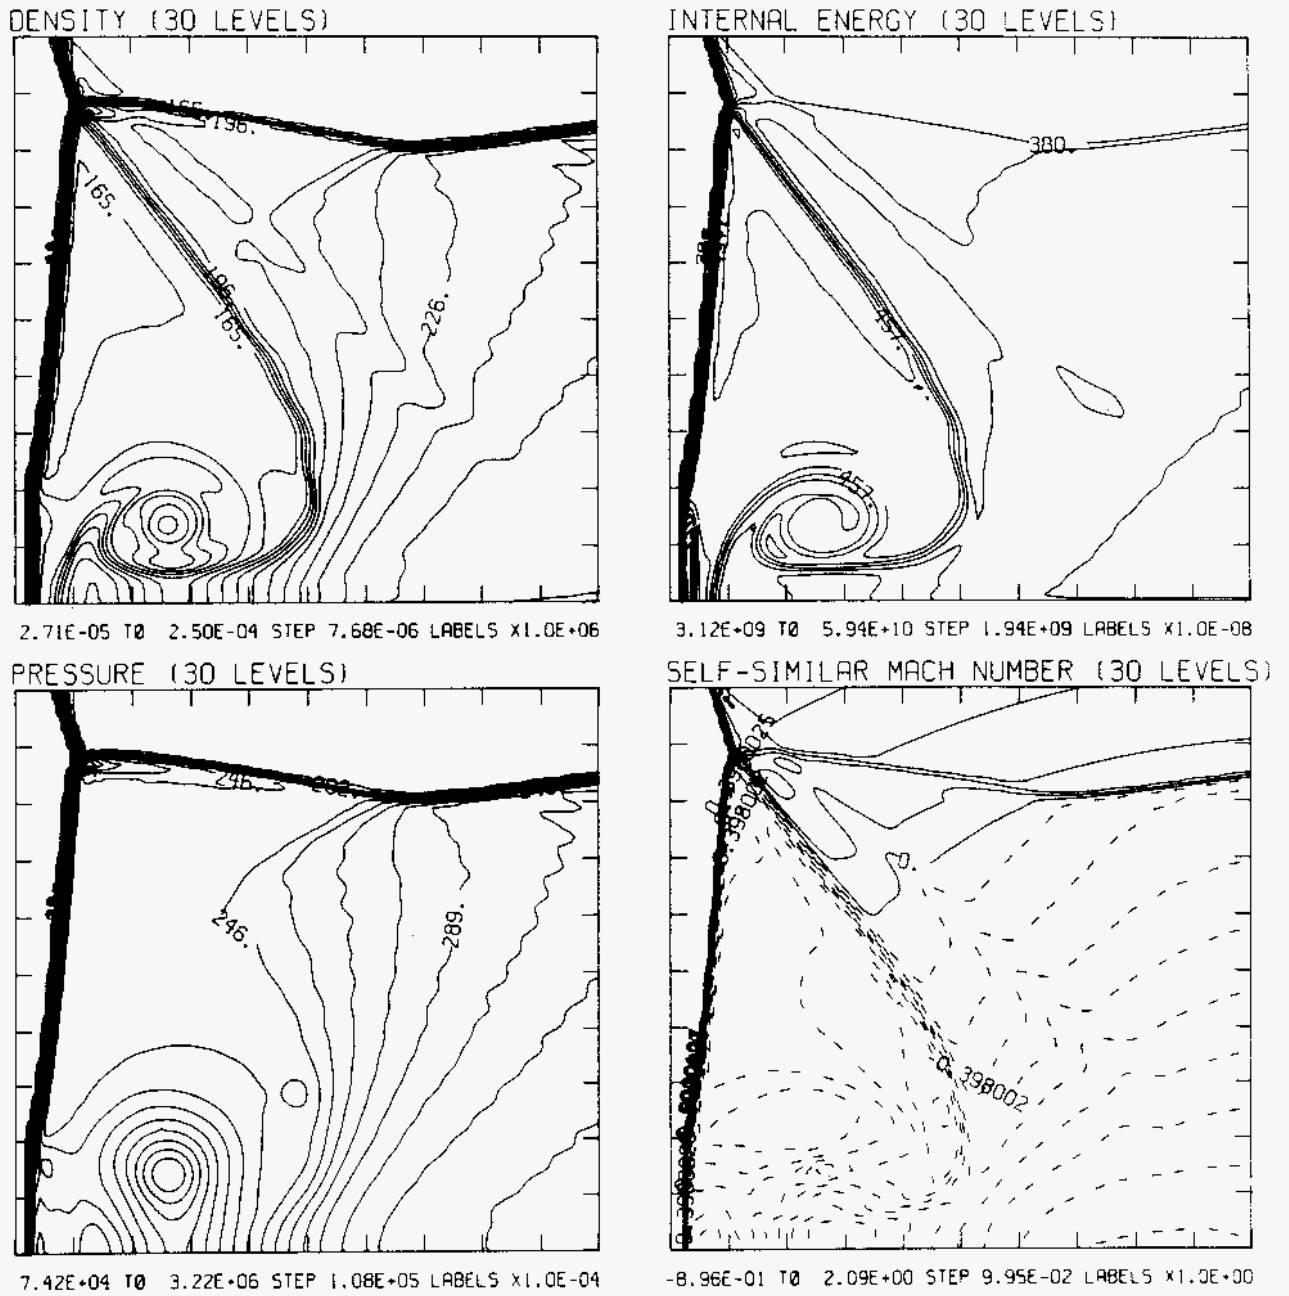 DENSITY (30 LEVELS)
165.
196.
165.
196.
165.
226.
2.71E-05 TO 2.50E-04 STEP 7.68E-06 LABELS X1.0E+06
INTERNAL ENERGY (30 LEVELS)
380.
457.
457.
3.12E+09 TO 5.94E+10 STEP 1.94E+09 LABELS X1.0E-08
PRESSURE (30 LEVELS)
246.
246.
289.
7.42E+04 TO 3.22E+06 STEP 1.08E+05 LABELS X1.0E-04
SELF-SIMILAR MACH NUMBER (30 LEVELS)
0.
0.398002
-8.96E-01 TO 2.09E+00 STEP 9.95E-02 LABELS X1.0E+00